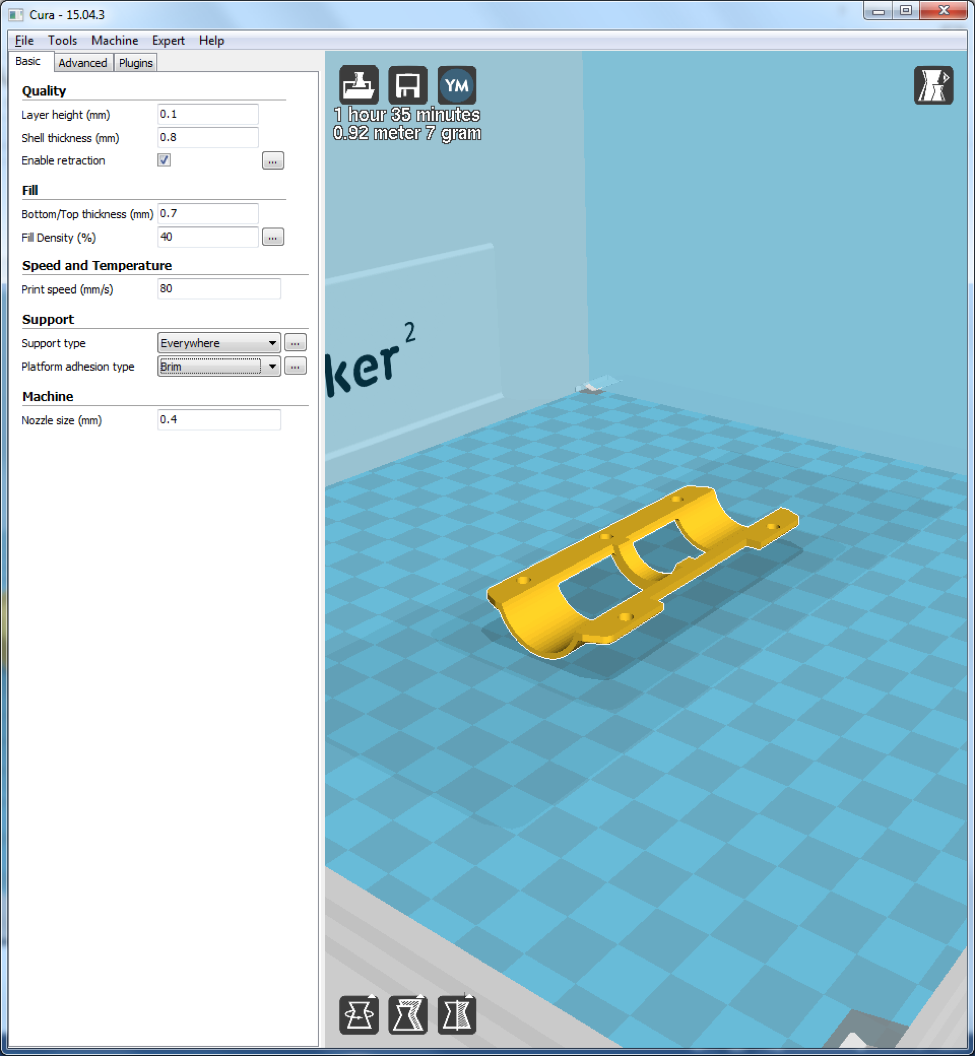 Cura - 15.04.3
File Tools Machine Expert Help
Basic Advanced Plugins
Quality
Layer height (mm) 0.1
Shell thickness (mm) 0.8
Enable retraction ...
Fill
Bottom/Top thickness (mm) 0.7
Fill Density (%) 40 ...
Speed and Temperature
Print speed (mm/s) 80
Support
Support type Everywhere ...
Platform adhesion type Brim ...
Machine
Nozzle size (mm) 0.4
YM
1 hour 35 minutes
0.92 meter 7 gram
ker²